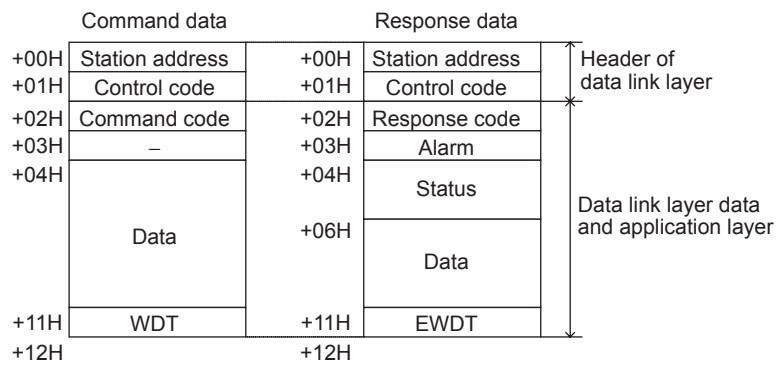 Command data Response data
+00H Station address +00H Station address Header of
+01H Control code +01H Control code data link layer
+02H Command code +02H Response code
+03H – +03H Alarm
+04H +04H Status
Data link layer data
Data +06H and application layer
Data
+11H WDT +11H EWDT
+12H +12H